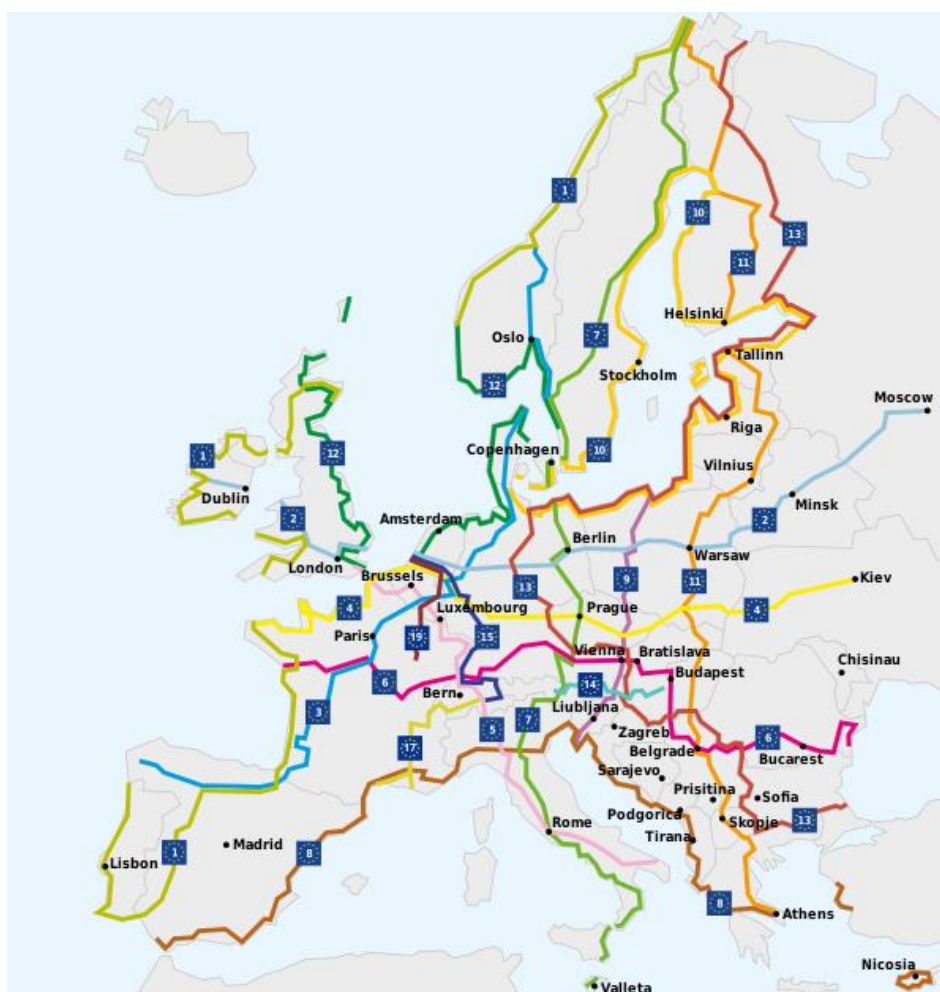 1
10
13
11
Helsinki
Oslo
7
Tallinn
Stockholm
12
Moscow
Riga
10
Copenhagen
1
12
Vilnius
Dublin
Minsk
2
Amsterdam
2
Berlin
Warsaw
London
Brussels
Kiev
9
11
13
4
Luxembourg
Prague
4
Paris
19
15
Vienna
Bratislava
Chisinau
Budapest
6
Bern
14
3
Liubljana
7
5
Zagreb
6
17
Belgrade
Bucarest
Sarajevo
Prisitina
Sofia
Podgorica
Skopje
13
Rome
Tirana
Madrid
1
8
Lisbon
8
Athens
Nicosia
Valleta